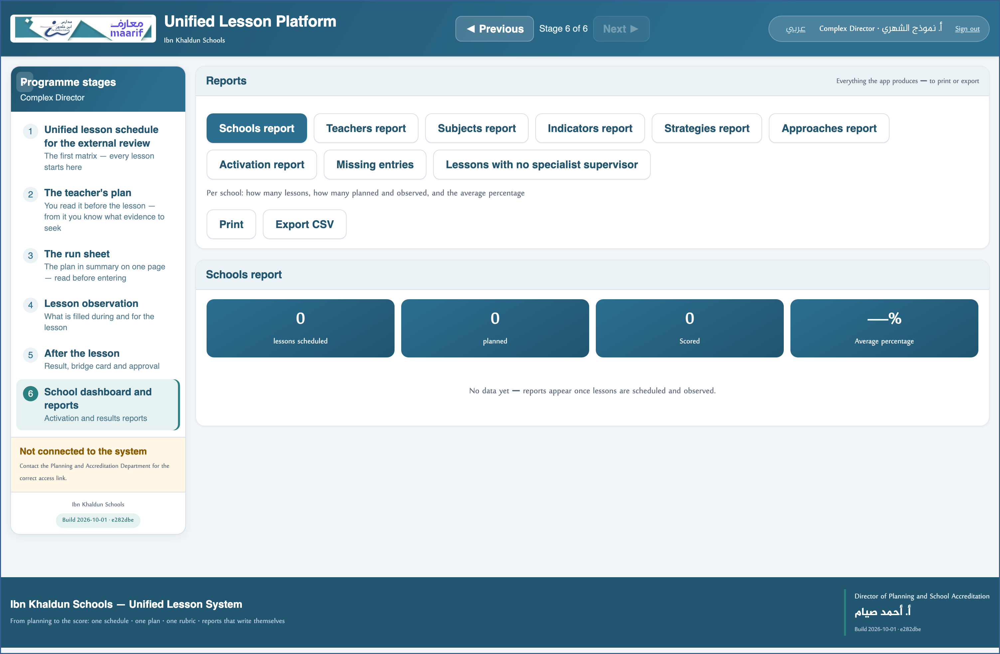 مدارس
ابن خلدون
Ibn Khaldun Schools
معارف
maarif
Unified Lesson Platform
Ibn Khaldun Schools
◀ Previous
Stage 6 of 6
Next ▶
عربي
Complex Director · أ. نموذج الشهري
Sign out
Programme stages
Complex Director
1
Unified lesson schedule
for the external review
The first matrix — every lesson
starts here
2
The teacher's plan
You read it before the lesson —
from it you know what evidence to
seek
3
The run sheet
The plan in summary on one page
— read before entering
4
Lesson observation
What is filled during and for the
lesson
5
After the lesson
Result, bridge card and approval
6
School dashboard and
reports
Activation and results reports
Not connected to the system
Contact the Planning and Accreditation Department for the
correct access link.
Ibn Khaldun Schools
Build 2026-10-01 · e282dbe
Reports
Everything the app produces — to print or export
Schools report
Teachers report
Subjects report
Indicators report
Strategies report
Approaches report
Activation report
Missing entries
Lessons with no specialist supervisor
Per school: how many lessons, how many planned and observed, and the average percentage
Print
Export CSV
Schools report
0
lessons scheduled
0
planned
0
Scored
—%
Average percentage
No data yet — reports appear once lessons are scheduled and observed.
Ibn Khaldun Schools — Unified Lesson System
From planning to the score: one schedule · one plan · one rubric · reports that write themselves
Director of Planning and School Accreditation
أ. أحمد صيام
Build 2026-10-01 · e282dbe